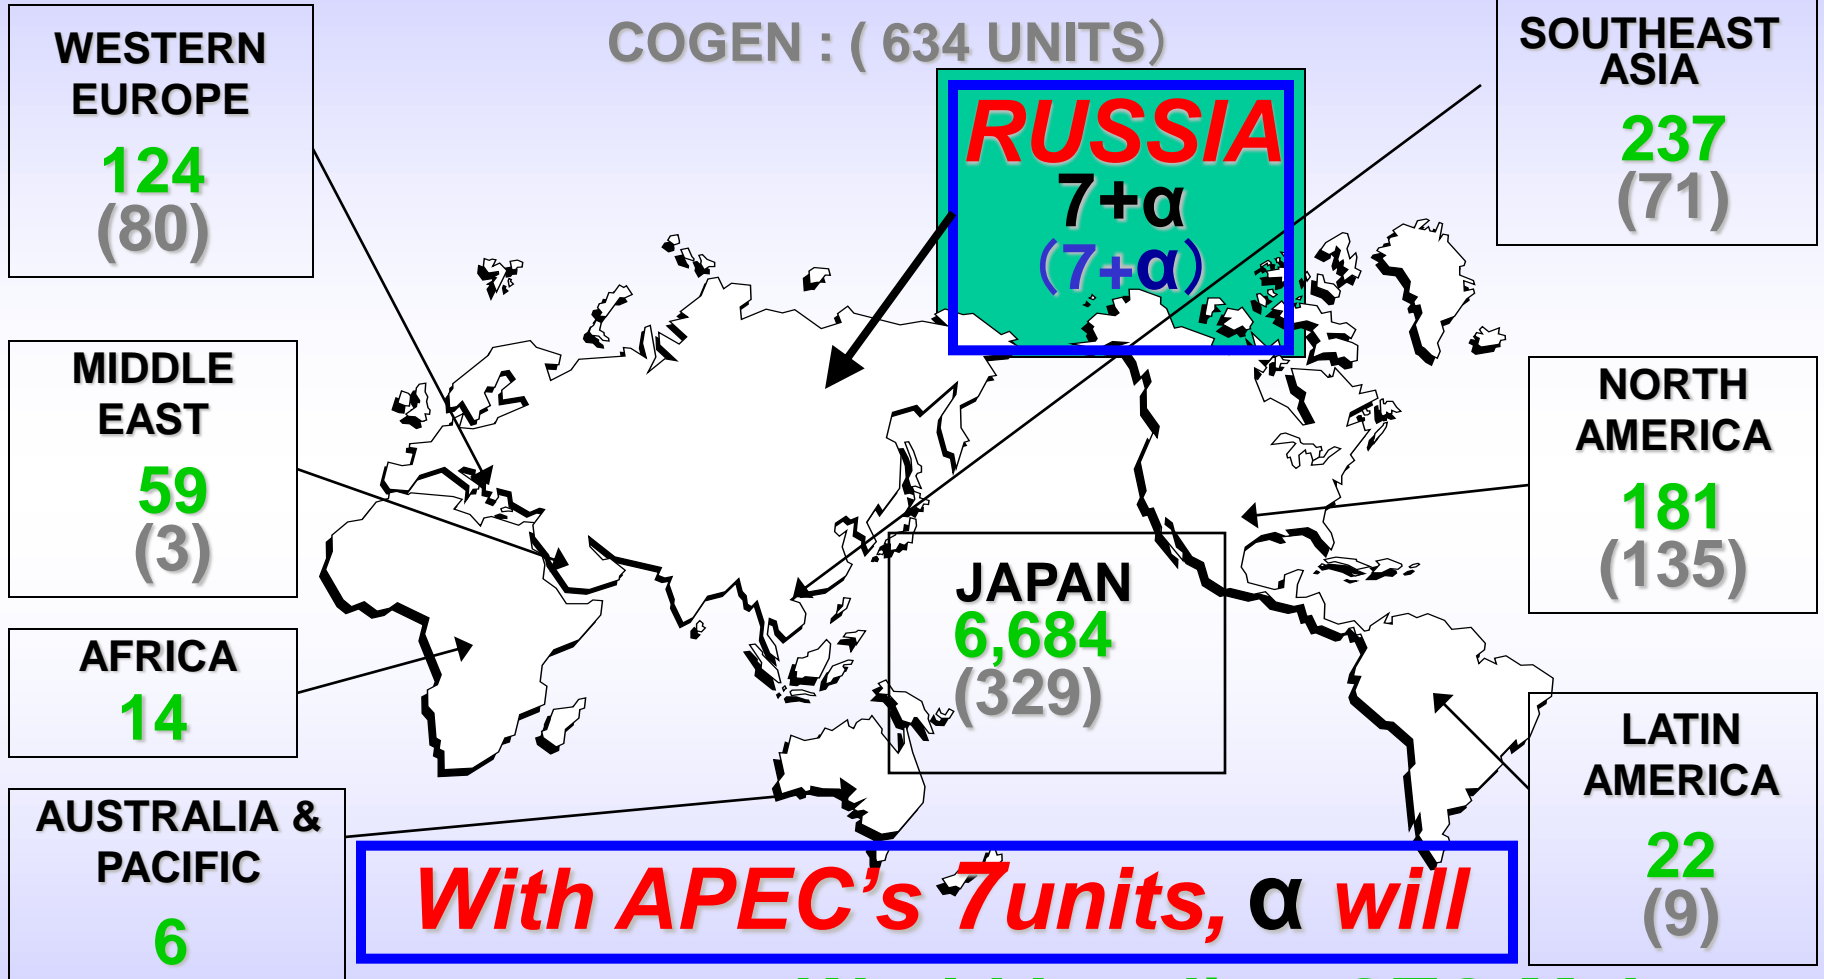 COGEN : ( 634 UNITS）
WESTERN
EUROPE
124
(80)
RUSSIA
7+α
（7+α）
SOUTHEAST
ASIA
237
(71)
MIDDLE
EAST
59
(3)
NORTH
AMERICA
181
(135)
JAPAN
6,684
(329)
AFRICA
14
LATIN
AMERICA
22
(9)
AUSTRALIA &
PACIFIC
6
With APEC's 7units, α will